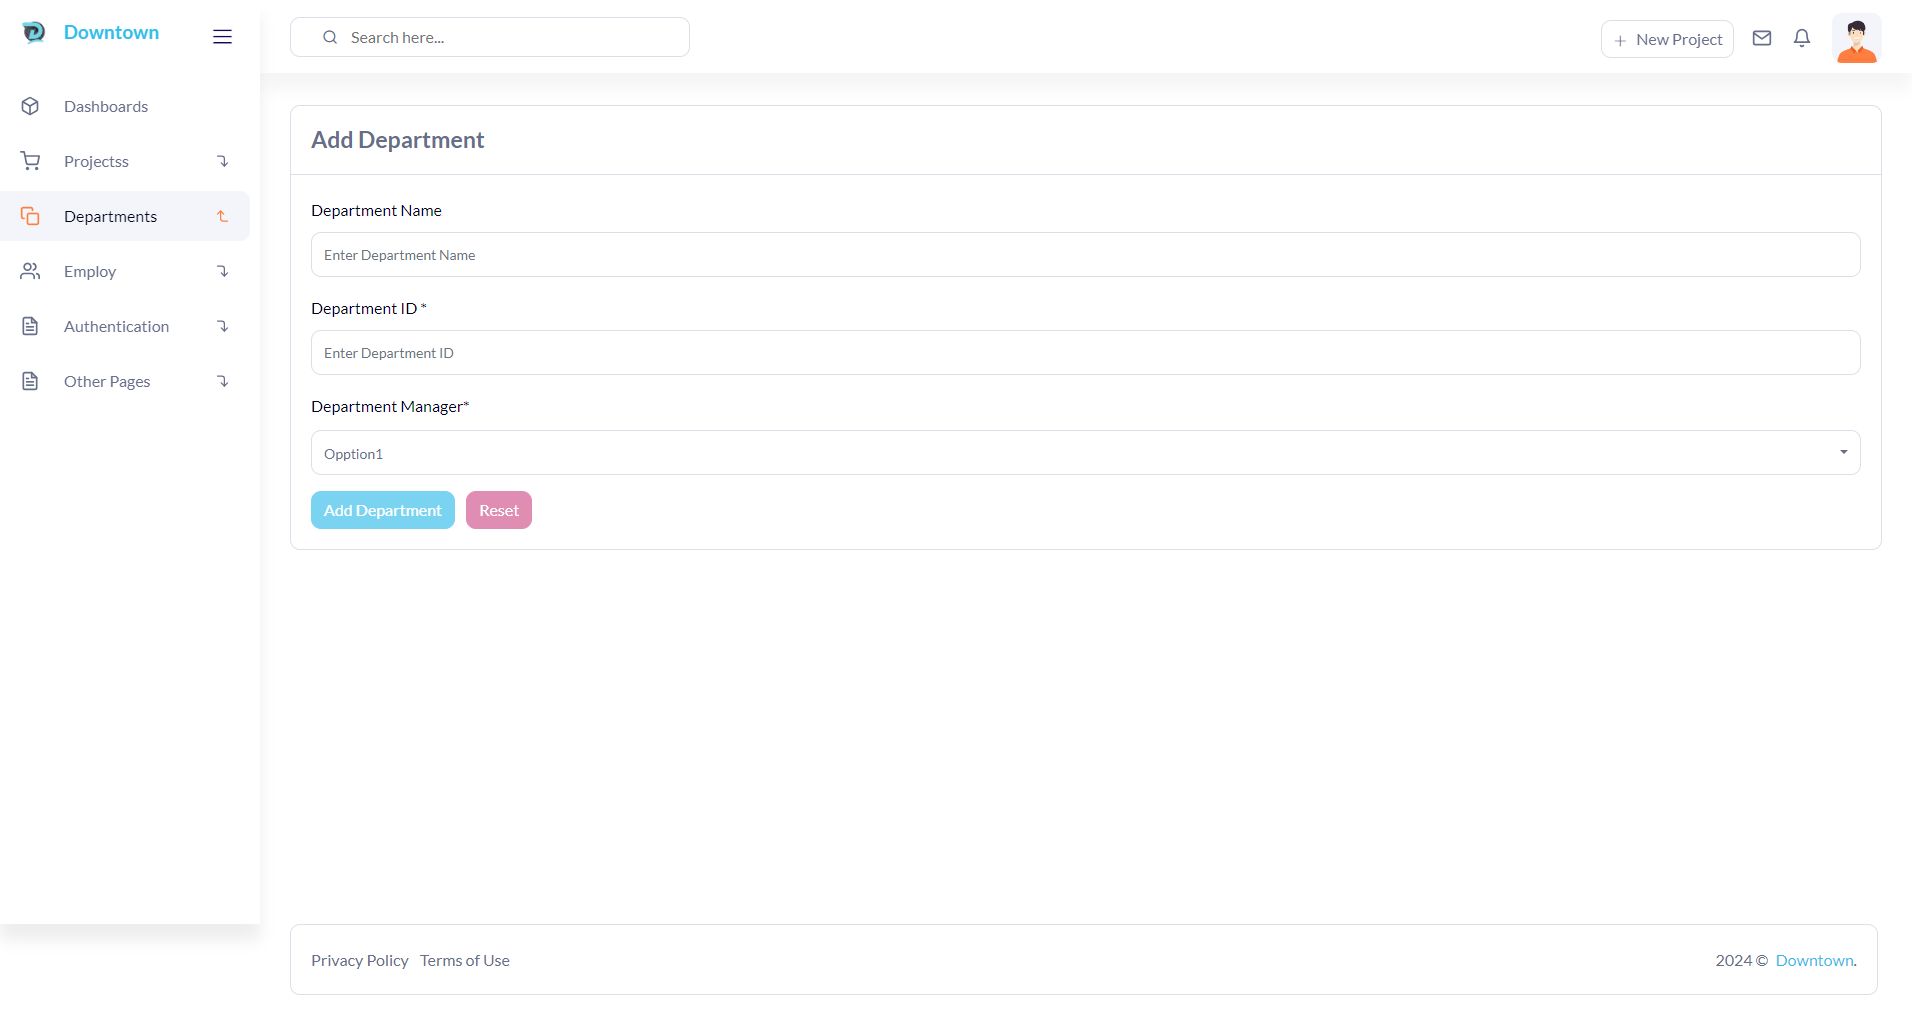 Downtown
Search here...
New Project
Dashboards
Projectss
Departments
Employ
Authentication
Other Pages
Add Department
Department Name
Enter Department Name
Department ID *
Enter Department ID
Department Manager*
Opption1
Add Department Reset
Privacy Policy Terms of Use
2024 © Downtown.